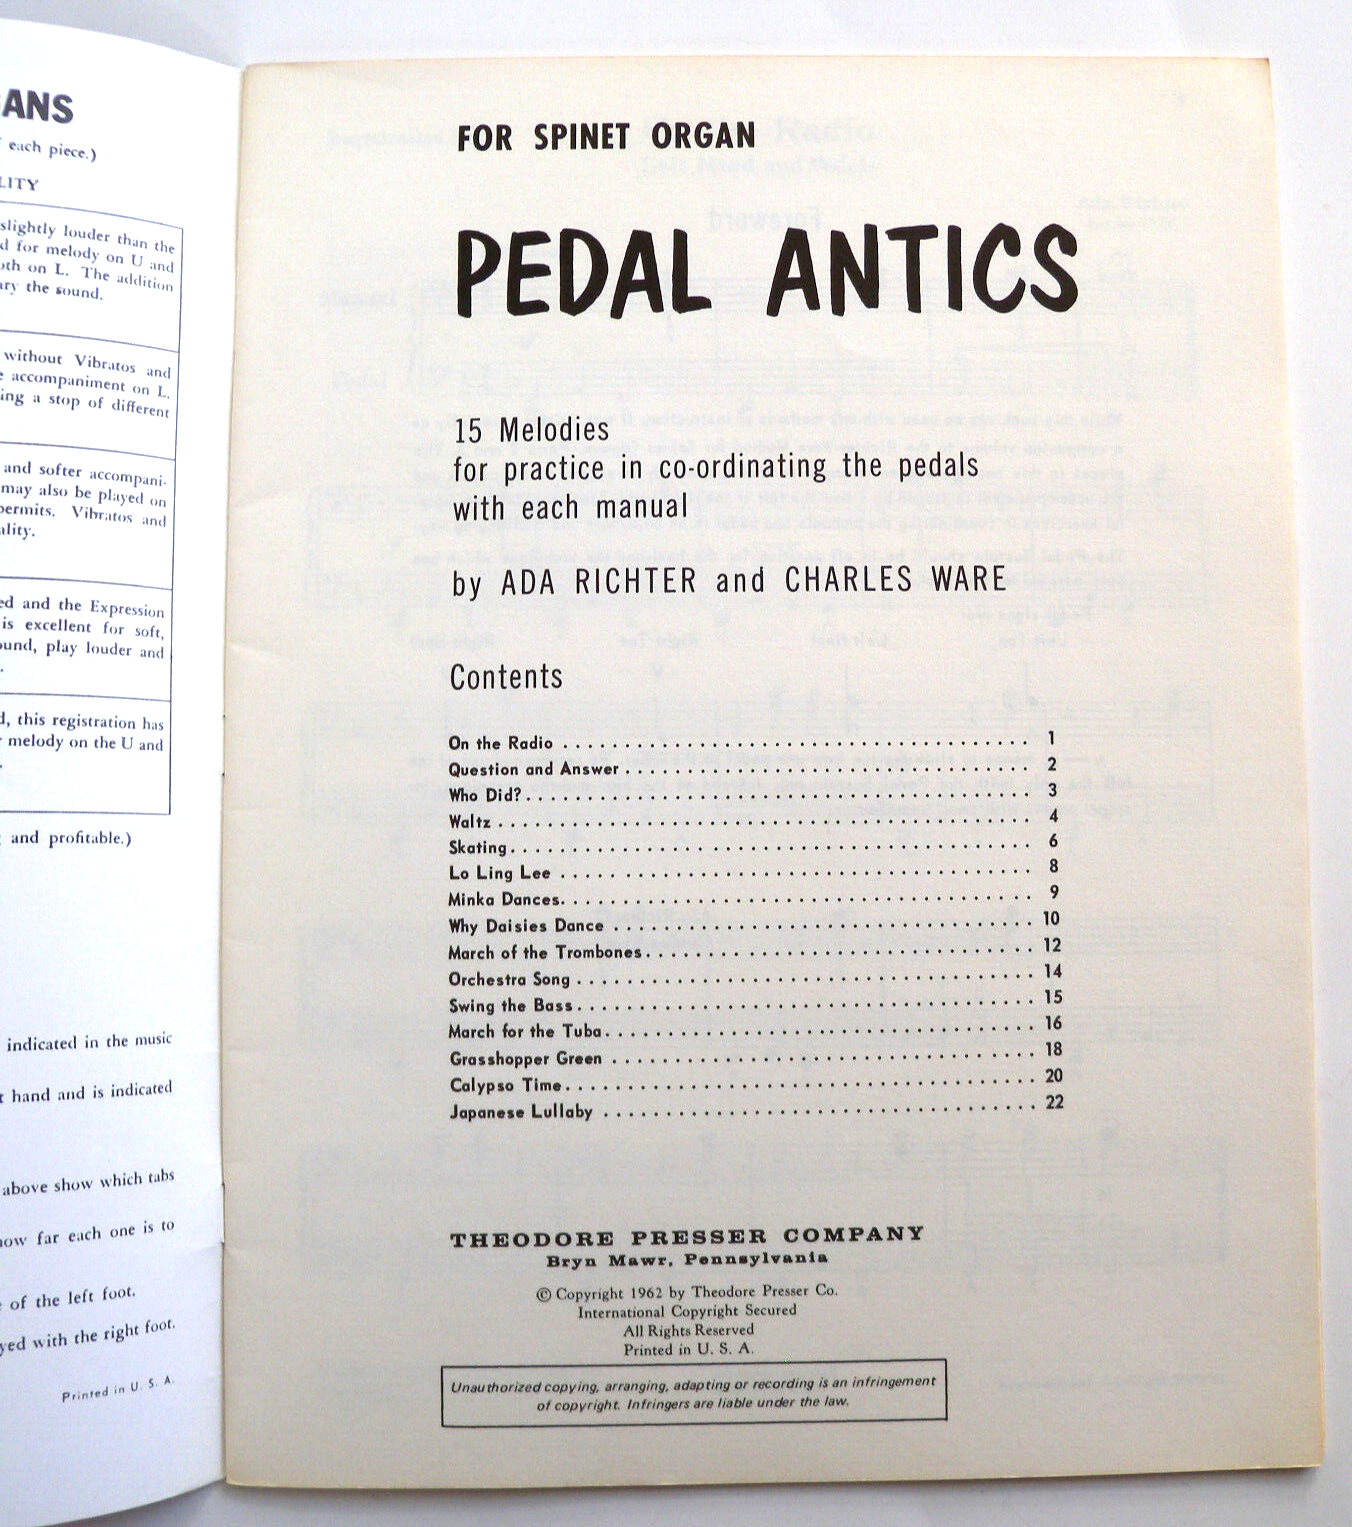 ANS
each piece.)
LITY
slightly louder than the
d for melody on U and
oth on L. The addition
ary the sound.
without Vibratos and
e accompaniment on L.
ing a stop of different
and softer accompani-
may also be played on
permits. Vibratos and
ality.
ed and the Expression
is excellent for soft,
ound, play louder and
d, this registration has
melody on the U and
and profitable.)
indicated in the music
t hand and is indicated
above show which tabs
how far each one is to
of the left foot.
yed with the right foot.
Printed in U. S. A.
FOR SPINET ORGAN
PEDAL ANTICS
15 Melodies
for practice in co-ordinating the pedals
with each manual
by ADA RICHTER and CHARLES WARE
Contents
On the Radio . . . . . . . . . . . . . . . . . . . . 1
Question and Answer . . . . . . . . . . . . . . . . . . . . 2
Who Did? . . . . . . . . . . . . . . . . . . . . 3
Waltz . . . . . . . . . . . . . . . . . . . . 4
Skating . . . . . . . . . . . . . . . . . . . . 6
Lo Ling Lee . . . . . . . . . . . . . . . . . . . . 8
Minka Dances . . . . . . . . . . . . . . . . . . . . 9
Why Daisies Dance . . . . . . . . . . . . . . . . . . . . 10
March of the Trombones . . . . . . . . . . . . . . . . . . . . 12
Orchestra Song . . . . . . . . . . . . . . . . . . . . 14
Swing the Bass . . . . . . . . . . . . . . . . . . . . 15
March for the Tuba . . . . . . . . . . . . . . . . . . . . 16
Grasshopper Green . . . . . . . . . . . . . . . . . . . . 18
Calypso Time . . . . . . . . . . . . . . . . . . . . 20
Japanese Lullaby . . . . . . . . . . . . . . . . . . . . 22
THEODORE PRESSER COMPANY
Bryn Mawr, Pennsylvania
© Copyright 1962 by Theodore Presser Co.
International Copyright Secured
All Rights Reserved
Printed in U. S. A.
Unauthorized copying, arranging, adapting or recording is an infringement
of copyright. Infringers are liable under the law.